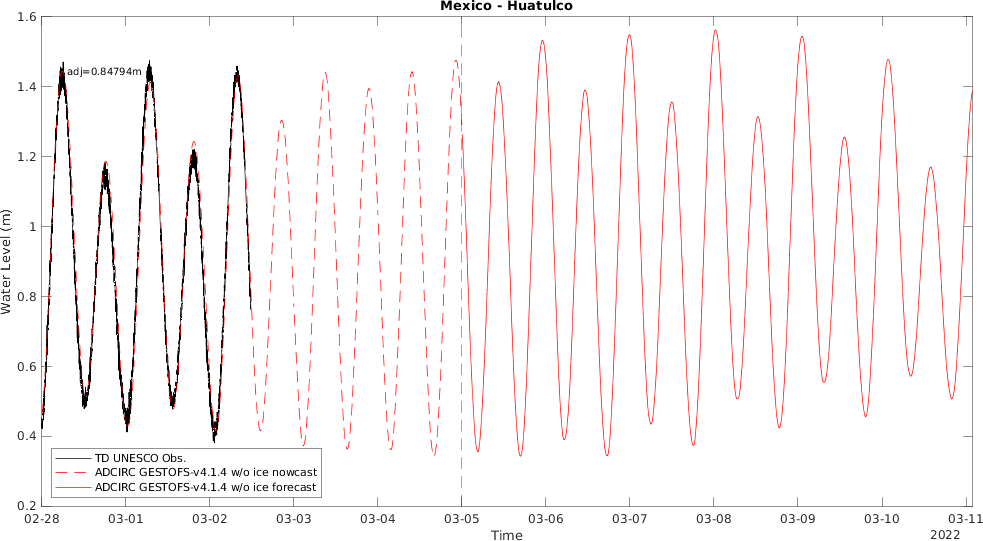 Mexico - Huatulco
1.6
1.4
1.2
1
0.8
0.6
0.4
0.2
Water Level (m)
adj=0.84794m
TD UNESCO Obs.
ADCIRC GESTOFS-v4.1.4 w/o ice nowcast
ADCIRC GESTOFS-v4.1.4 w/o ice forecast
02-28 03-01 03-02 03-03 03-04 03-05 03-06 03-07 03-08 03-09 03-10 03-11
Time
2022